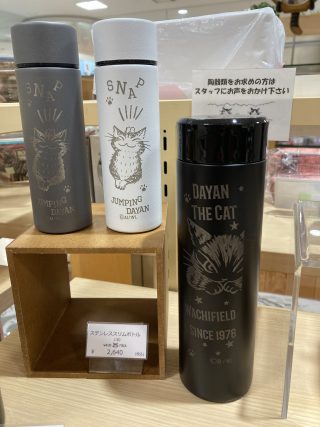 SNAP
JUMPING
DAYAN
SNAP
JUMPING
DAYAN
陶器類をお求めの方は
スタッフにお声をおかけ下さい
DAYAN
THE CAT
WACHIFIELD
SINCE 1976
ステンレススリムボトル
¥ 2,640